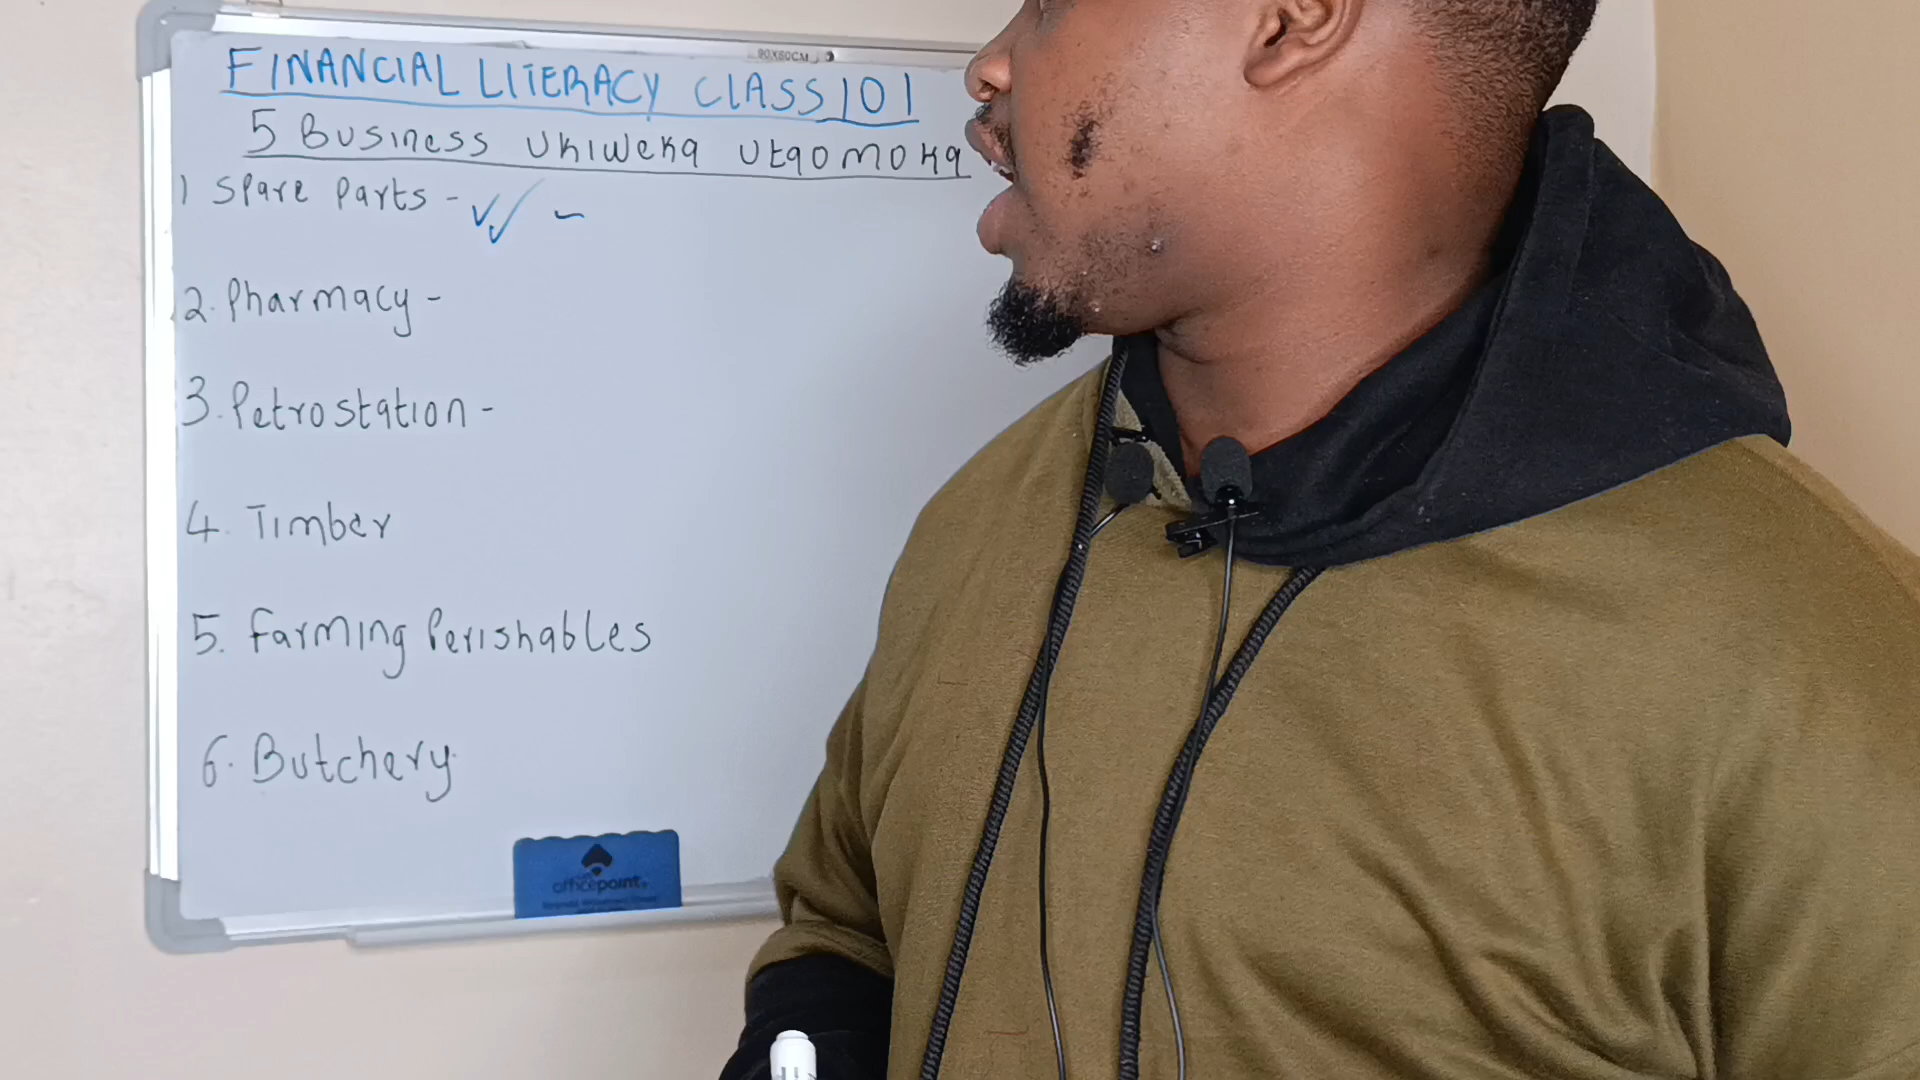 90X60CM
FINANCIAL LITERACY CLASS 101
5 BUSINESS UKIWEKA UTAOMOKA
1 Spare Parts - ✓✓ -
2. Pharmacy -
3. Petrostation -
4. Timber
5. Farming Perishables
6. Butchery
officepoint